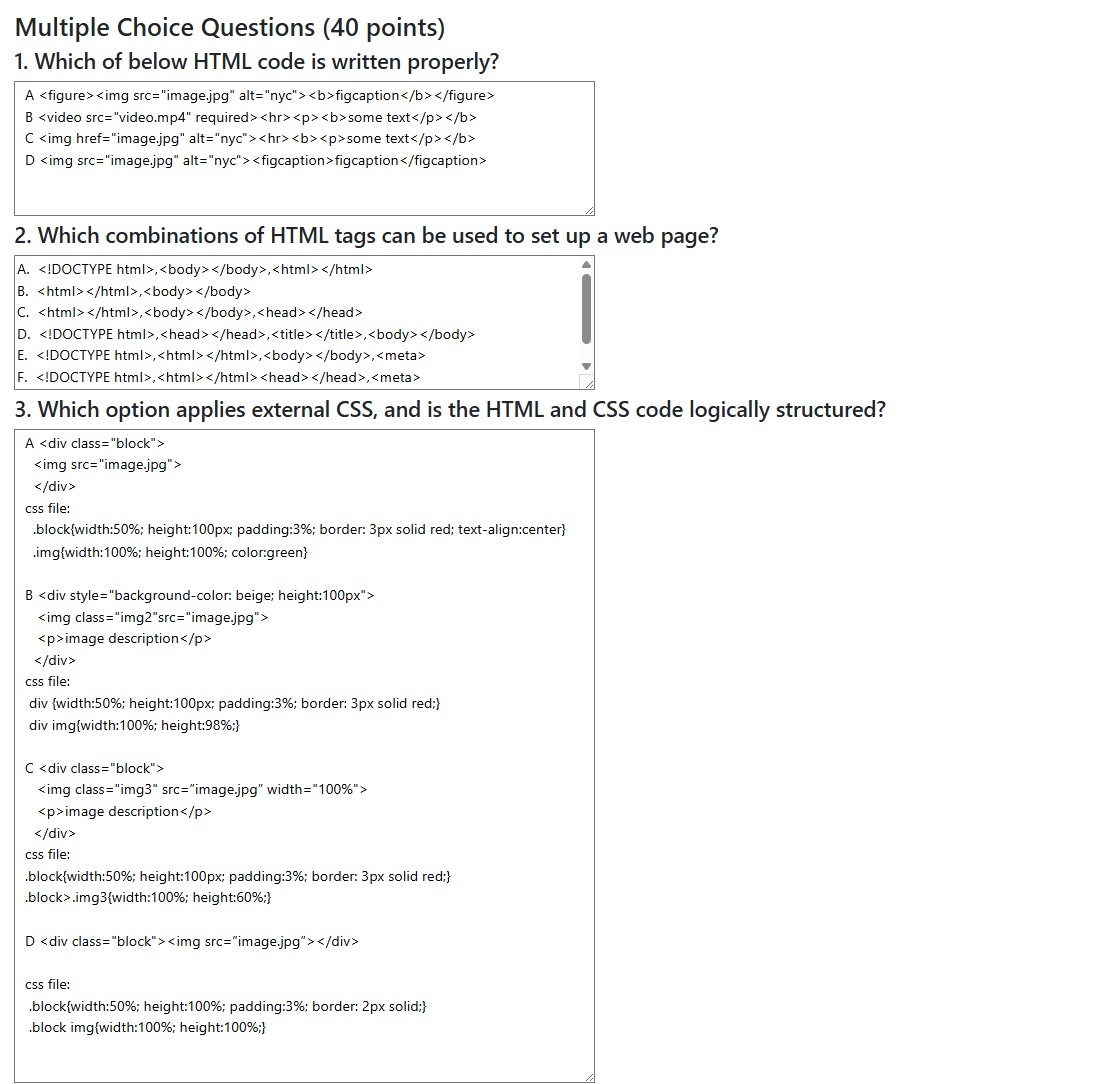 Multiple Choice Questions (40 points)
1. Which of below HTML code is written properly?
A <figure><img src="image.jpg" alt="nyc"><b>figcaption</b></figure>
B <video src="video.mp4" required><hr><p><b>some text</p></b>
C <img href="image.jpg" alt="nyc"><hr><b><p>some text</p></b>
D <img src="image.jpg" alt="nyc"><figcaption>figcaption</figcaption>
2. Which combinations of HTML tags can be used to set up a web page?
A.  <!DOCTYPE html>,<body></body>,<html></html>
B.  <html></html>,<body></body>
C.  <html></html>,<body></body>,<head></head>
D.  <!DOCTYPE html>,<head></head>,<title></title>,<body></body>
E.  <!DOCTYPE html>,<html></html>,<body></body>,<meta>
F.  <!DOCTYPE html>,<html></html><head></head>,<meta>
3. Which option applies external CSS, and is the HTML and CSS code logically structured?
A <div class="block">
<img src="image.jpg">
</div>
css file:
.block{width:50%; height:100px; padding:3%; border: 3px solid red; text-align:center}
.img{width:100%; height:100%; color:green}
B <div style="background-color: beige; height:100px">
<img class="img2"src="image.jpg">
<p>image description</p>
</div>
css file:
div {width:50%; height:100px; padding:3%; border: 3px solid red;}
div img{width:100%; height:98%;}
C <div class="block">
<img class="img3" src="image.jpg" width="100%">
<p>image description</p>
</div>
css file:
.block{width:50%; height:100px; padding:3%; border: 3px solid red;}
.block>.img3{width:100%; height:60%;}
D <div class="block"><img src="image.jpg"></div>
css file:
.block{width:50%; height:100%; padding:3%; border: 2px solid;}
.block img{width:100%; height:100%;}